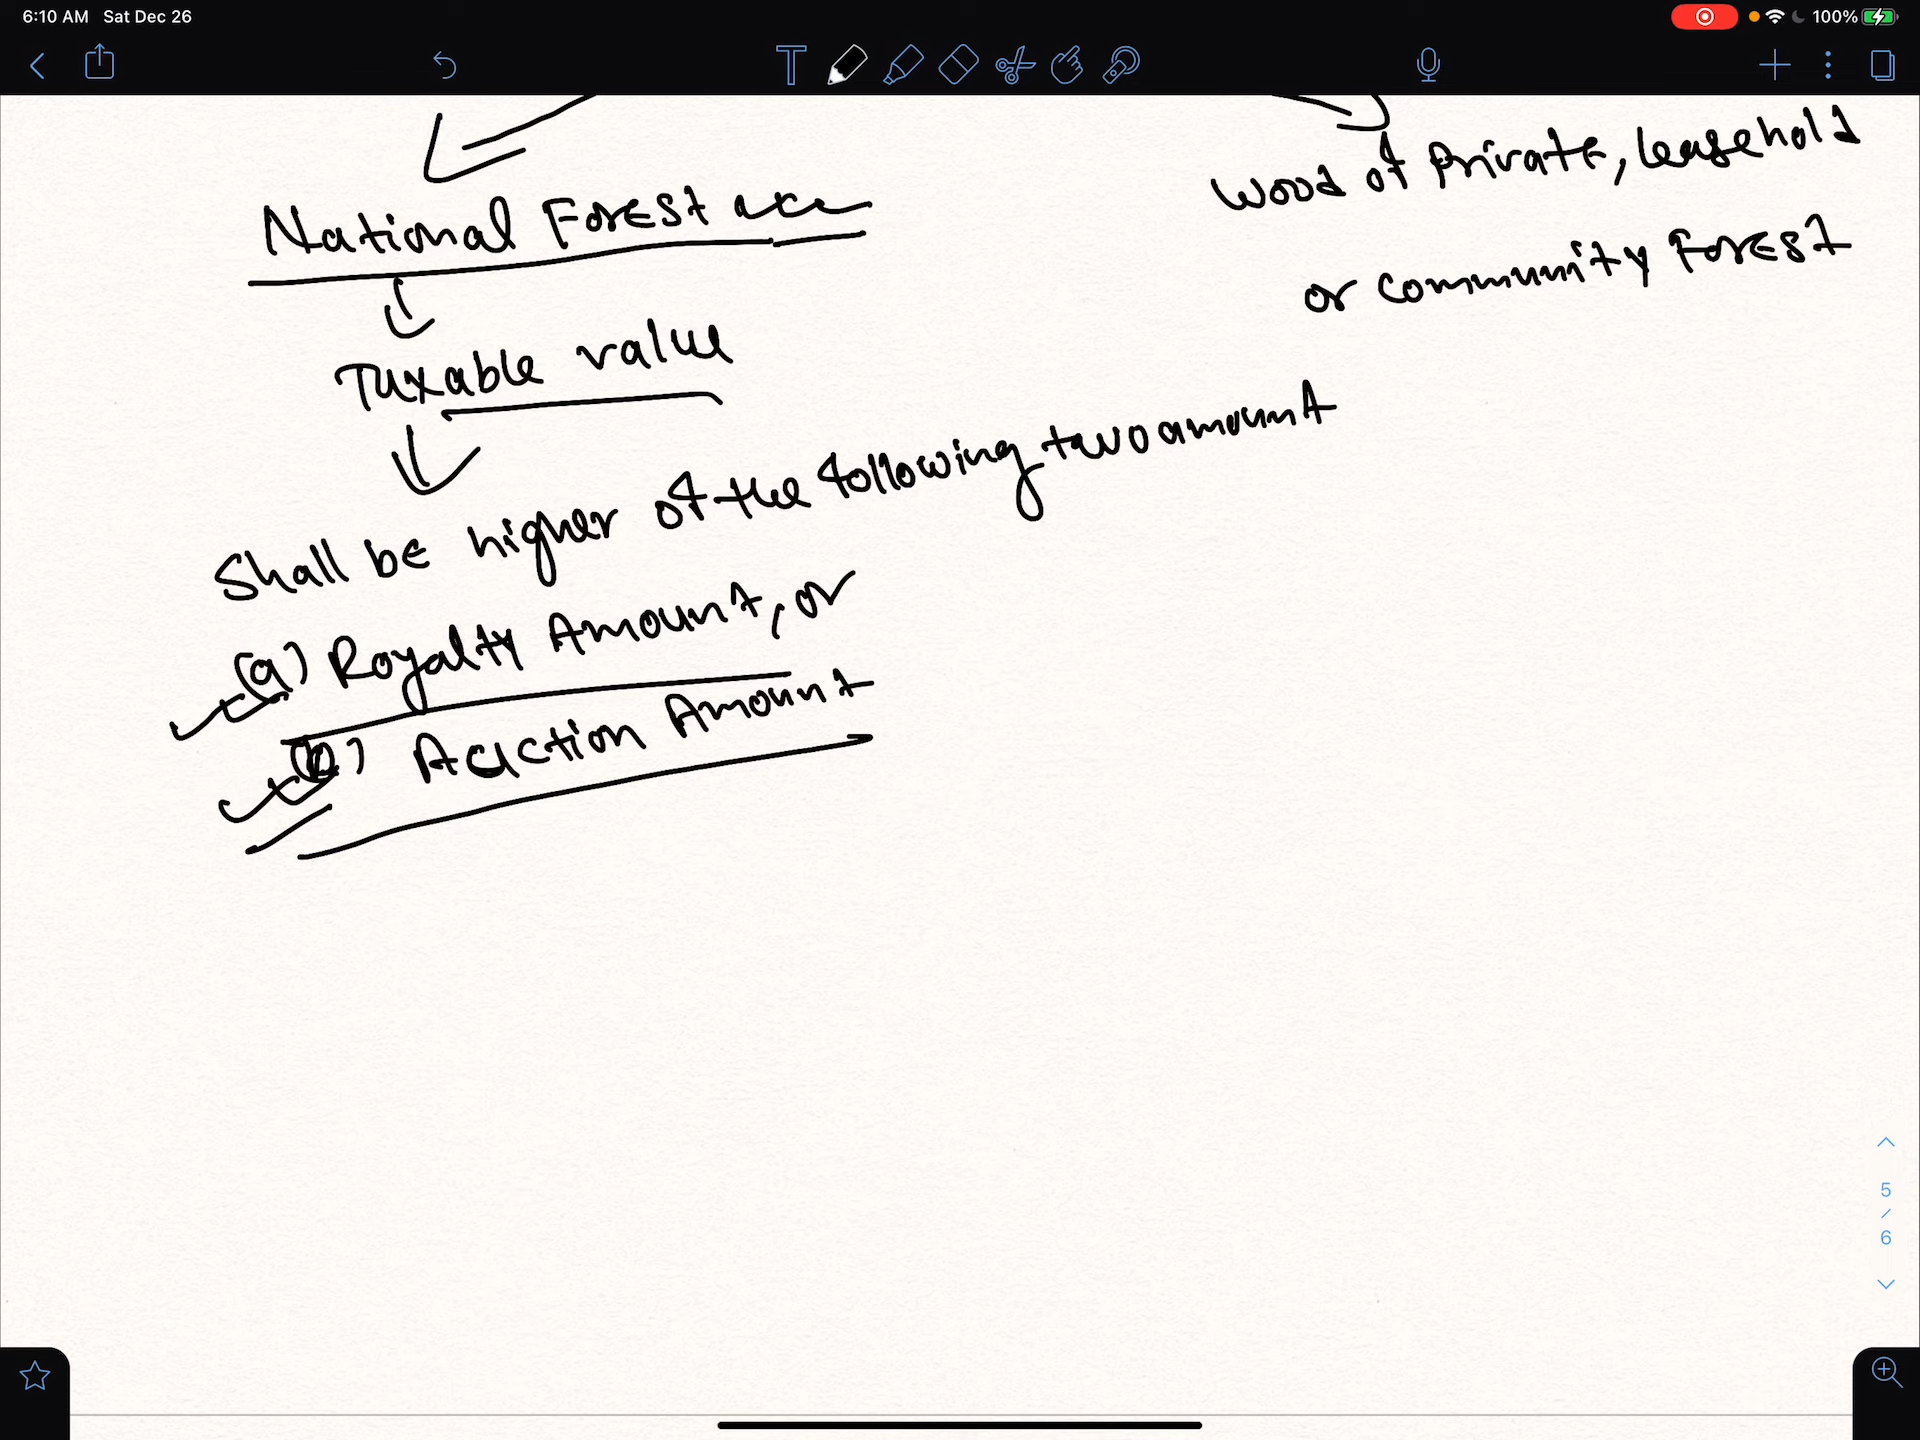 6:10 AM Sat Dec 26
100%
National Forest
Wood of Private, leasehold
or community Forest
Taxable value
Shall be higher of the following two amount
(a) Royalty Amount, or
(b) Auction Amount
5
/
6